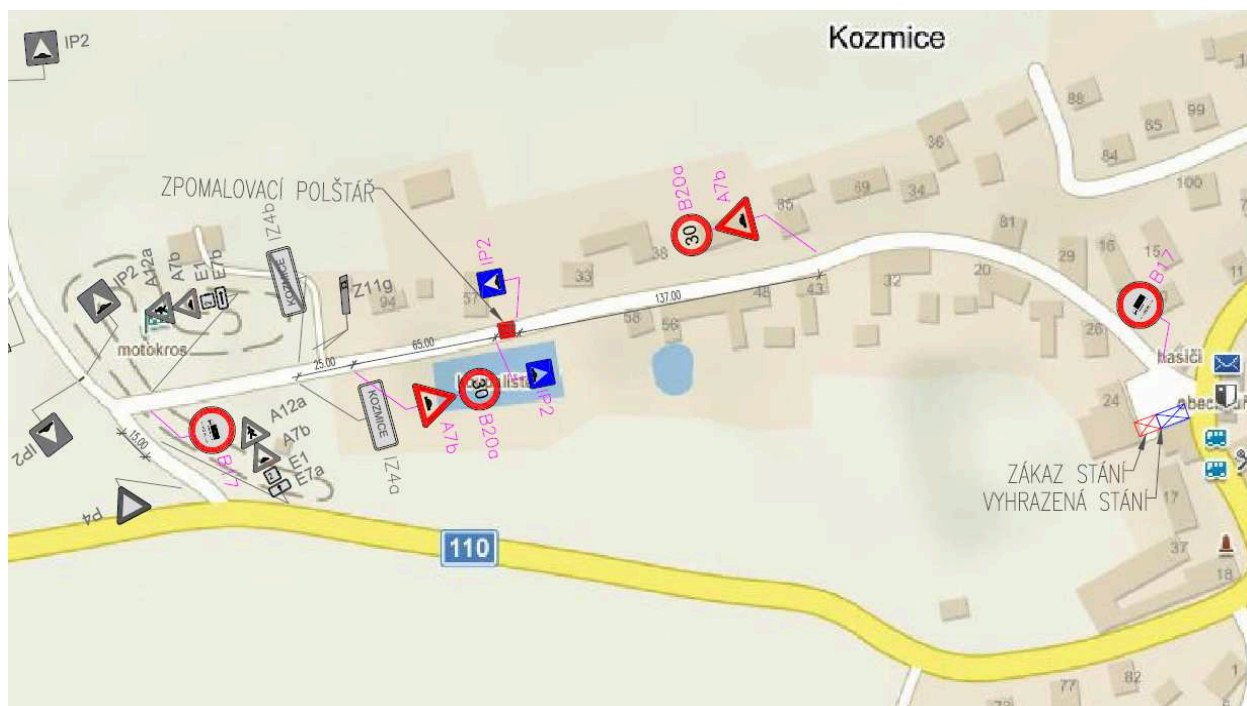 IP2
Kozmice
88
85
99
84
100
36
ZPOMALOVACÍ POLŠTÁŘ
B20a
A7b
30
69
34
35
81
IZ4b
KOZMICE
IP2
38
29
16
15
IP2
A12a
A7b
E1
E7b
Z11g
94
57
33
137.00
48
43
32
20
B17
11
58
56
26
motokros
25.00
65.00
hasiči
IP2
15.00
A12a
A7b
E1
E7a
KOZMICE
IZ4a
A7b
30
B20a
IP2
24
P4
ZÁKAZ STÁNÍ
VYHRAZENÁ STÁNÍ
17
110
37
18
77
82
1